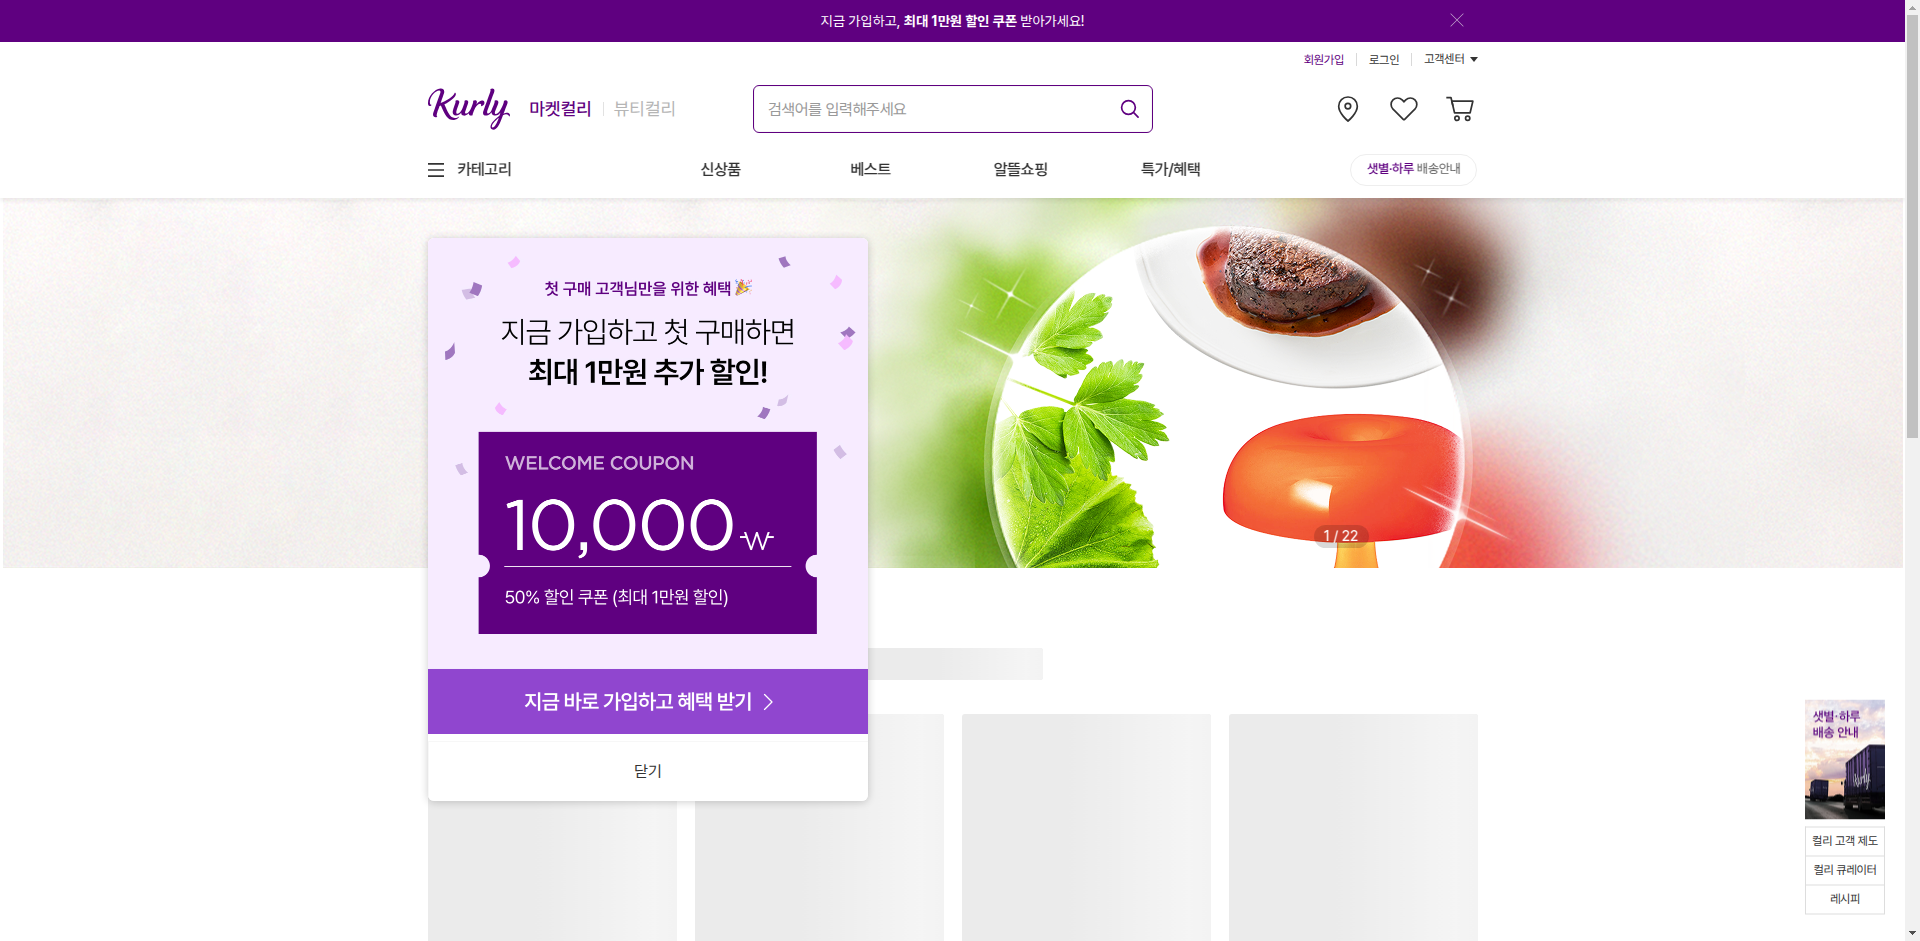 지금 가입하고, 최대 1만원 할인 쿠폰 받아가세요!
회원가입
로그인
고객센터
Kurly
마켓컬리
뷰티컬리
검색어를 입력해주세요
카테고리
신상품
베스트
알뜰쇼핑
특가/혜택
샛별·하루 배송안내
첫 구매 고객님만을 위한 혜택
지금 가입하고 첫 구매하면
최대 1만원 추가 할인!
WELCOME COUPON
10,000₩
50% 할인 쿠폰 (최대 1만원 할인)
지금 바로 가입하고 혜택 받기
닫기
1 / 22
샛별·하루
배송 안내
Kurly
컬리 고객 제도
컬리 큐레이터
레시피